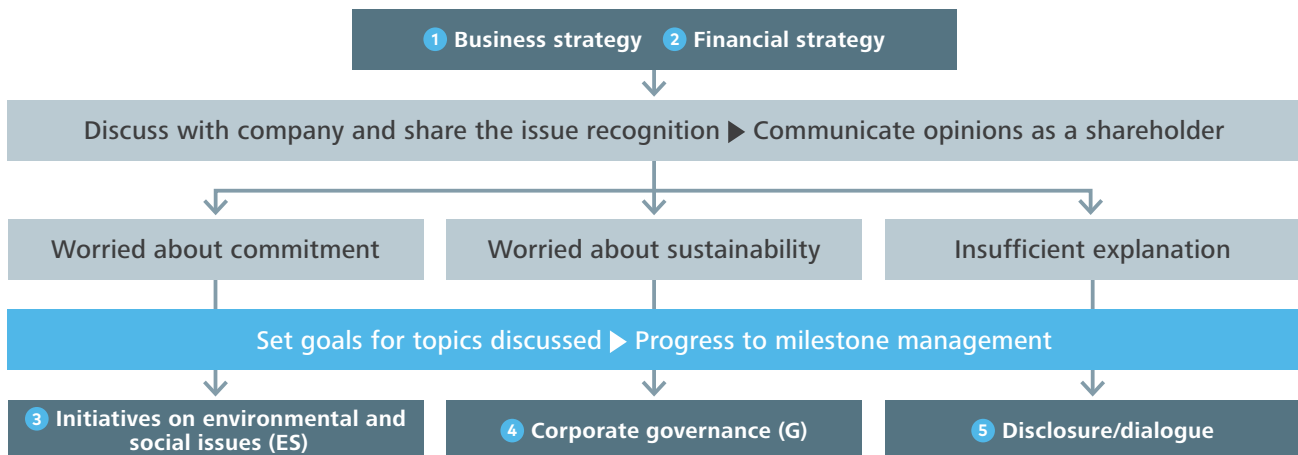 1 Business strategy 2 Financial strategy
Discuss with company and share the issue recognition ▶ Communicate opinions as a shareholder
Worried about commitment
Worried about sustainability
Insufficient explanation
Set goals for topics discussed ▶ Progress to milestone management
3 Initiatives on environmental and
social issues (ES)
4 Corporate governance (G)
5 Disclosure/dialogue